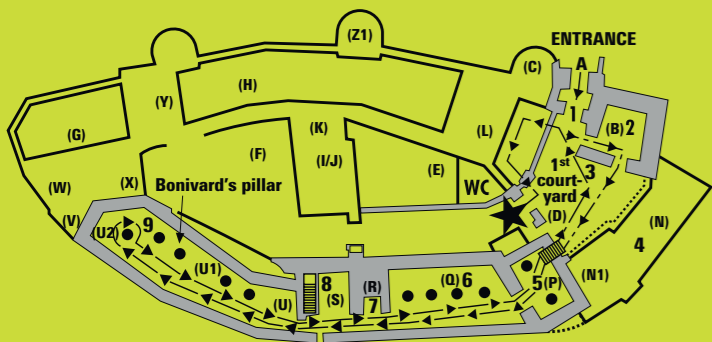 (Z1)
ENTRANCE
(C)
A
(Y)
(H)
1
(B)
2
(G)
(K)
(L)
(F)
(I/J)
(E)
1st
court-
yard
3
(W)
(X)
Bonivard's pillar
WC
(V)
(D)
(N)
(U2)
9
4
(U1)
8
(R)
(Q)
6
5
(P)
(N1)
(U)
(S)
7